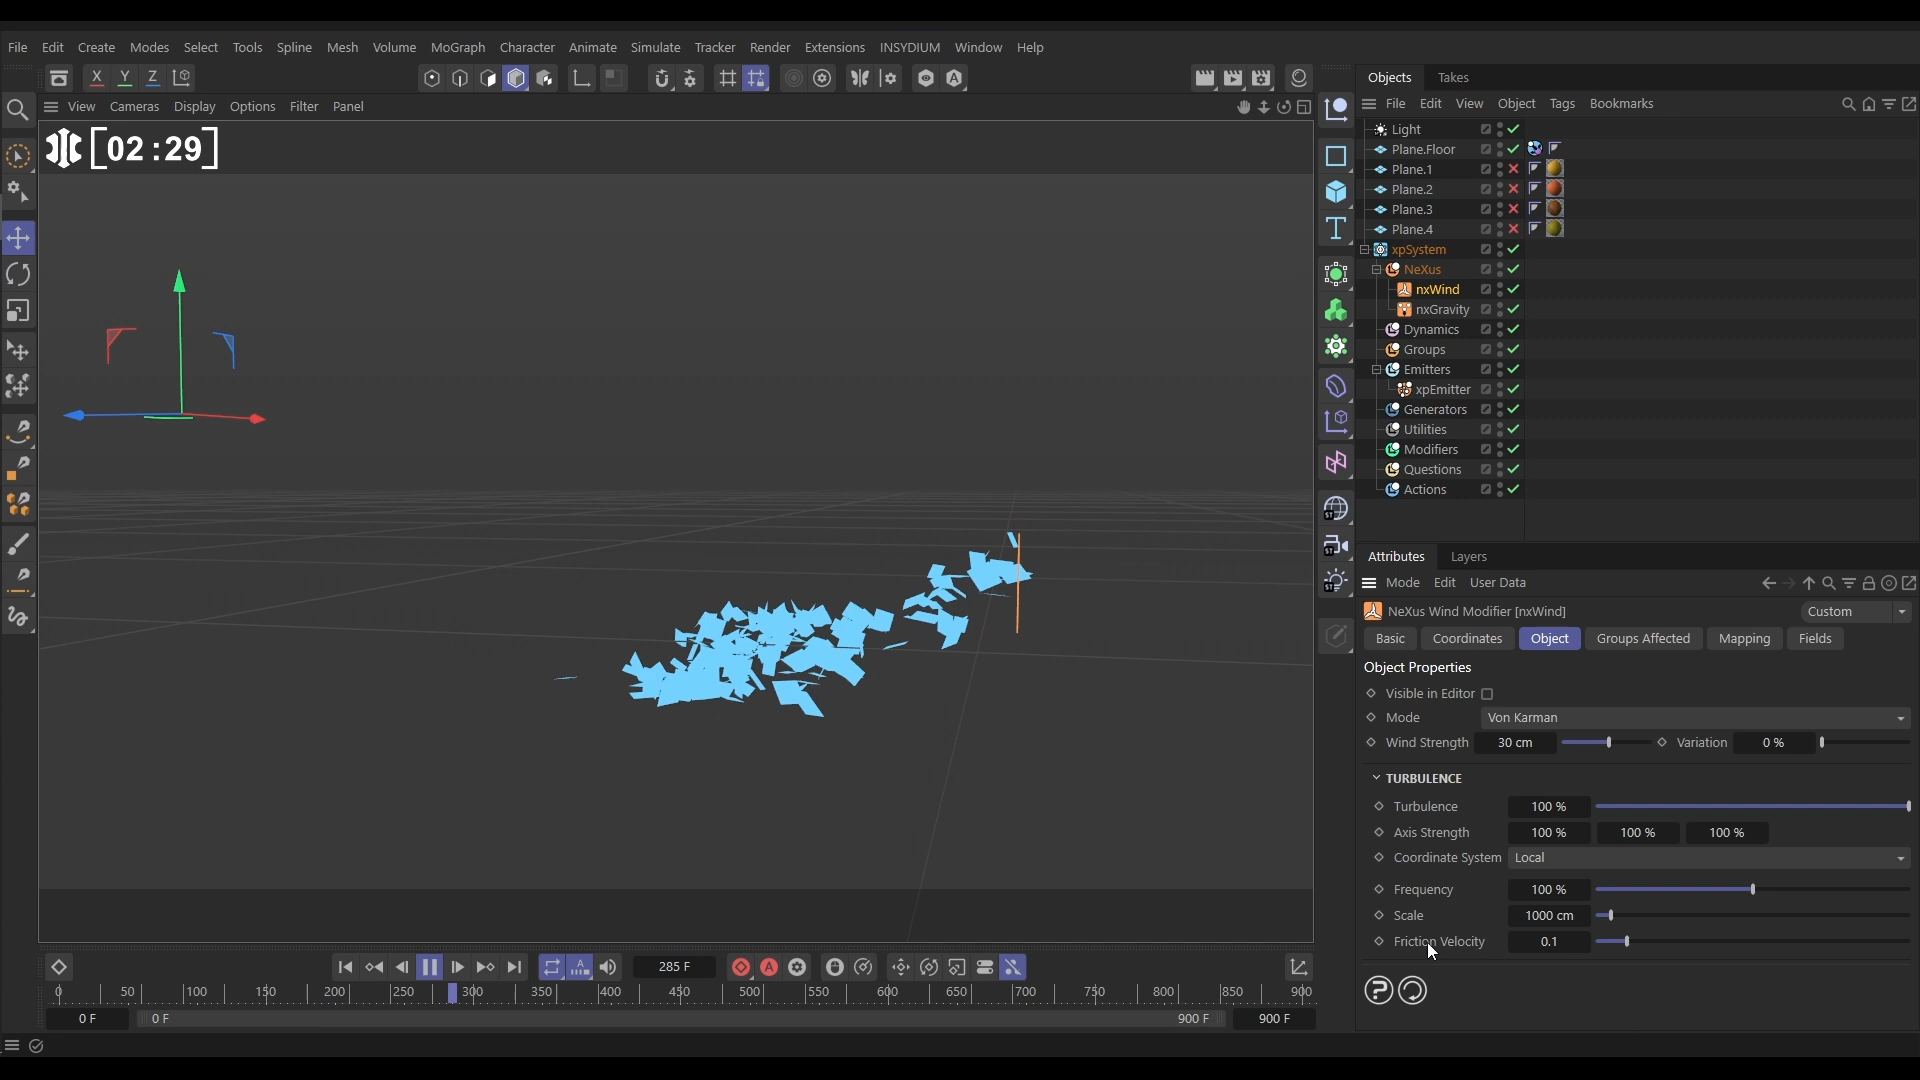 File Edit Create Modes Select Tools Spline Mesh Volume MoGraph Character Animate Simulate Tracker Render Extensions INSYDIUM Window Help
X Y Z
View Cameras Display Options Filter Panel
[02:29]
Objects Takes
File Edit View Object Tags Bookmarks
Light
Plane.Floor
Plane.1
Plane.2
Plane.3
Plane.4
xpSystem
NeXus
nxWind
nxGravity
Dynamics
Groups
Emitters
xpEmitter
Generators
Utilities
Modifiers
Questions
Actions
Attributes Layers
Mode Edit User Data
NeXus Wind Modifier [nxWind] Custom
Basic Coordinates Object Groups Affected Mapping Fields
Object Properties
Visible in Editor
Mode Von Karman
Wind Strength 30 cm Variation 0 %
TURBULENCE
Turbulence 100 %
Axis Strength 100 % 100 % 100 %
Coordinate System Local
Frequency 100 %
Scale 1000 cm
Friction Velocity 0.1
285 F
0 50 100 150 200 250 300 350 400 450 500 550 600 650 700 750 800 850 900
0 F 0 F 900 F 900 F